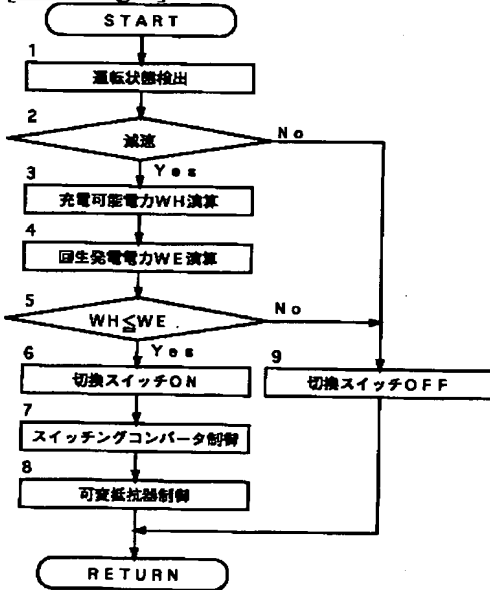 START
1
運転状態検出
2
減速
No
Yes
3
充電可能電力WH演算
4
回生発電電力WE演算
5
WH≦WE
No
Yes
6
切換スイッチON
9
切換スイッチOFF
7
スイッチングコンバータ制御
8
可変抵抗器制御
RETURN